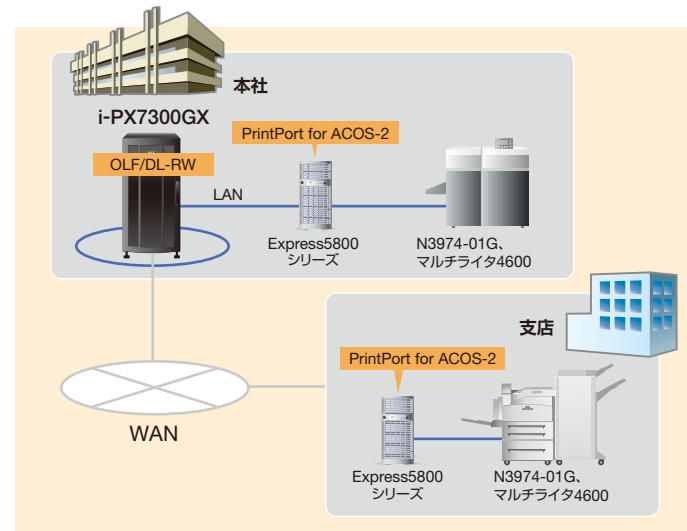 本社
i-PX7300GX
PrintPort for ACOS-2
OLF/DL-RW
LAN
Express5800
シリーズ
N3974-01G、
マルチライタ4600
支店
PrintPort for ACOS-2
WAN
Express5800
シリーズ
N3974-01G、
マルチライタ4600